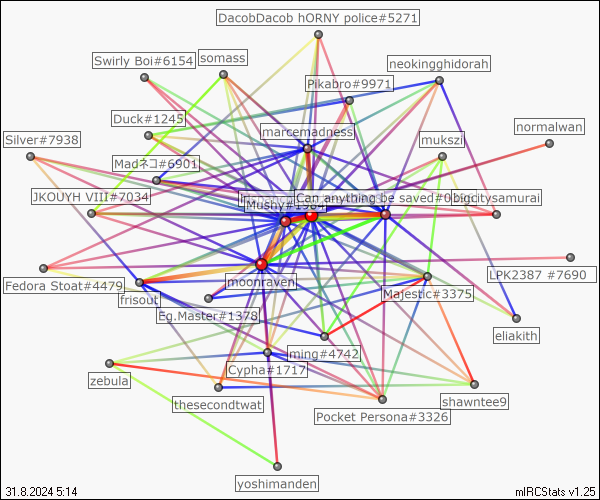 DacobDacob hORNY police#5271
Swirly Boi#6154
somass
neokingghidorah
Pikabro#9971
Duck#1245
marcemadness
normalwan
Silver#7938
mukszi
Madネコ#6901
JKOUYH VIII#7034
Can anything be saved#0
bigcitysamurai
Mushy#1984
LPK2387 #7690
Fedora Stoat#4479
moonraven
frisout
Majestic#3375
Eg.Master#1378
eliakith
ming#4742
Cypha#1717
zebula
thesecondtwat
shawntee9
Pocket Persona#3326
yoshimanden
31.8.2024 5:14
mIRCStats v1.25